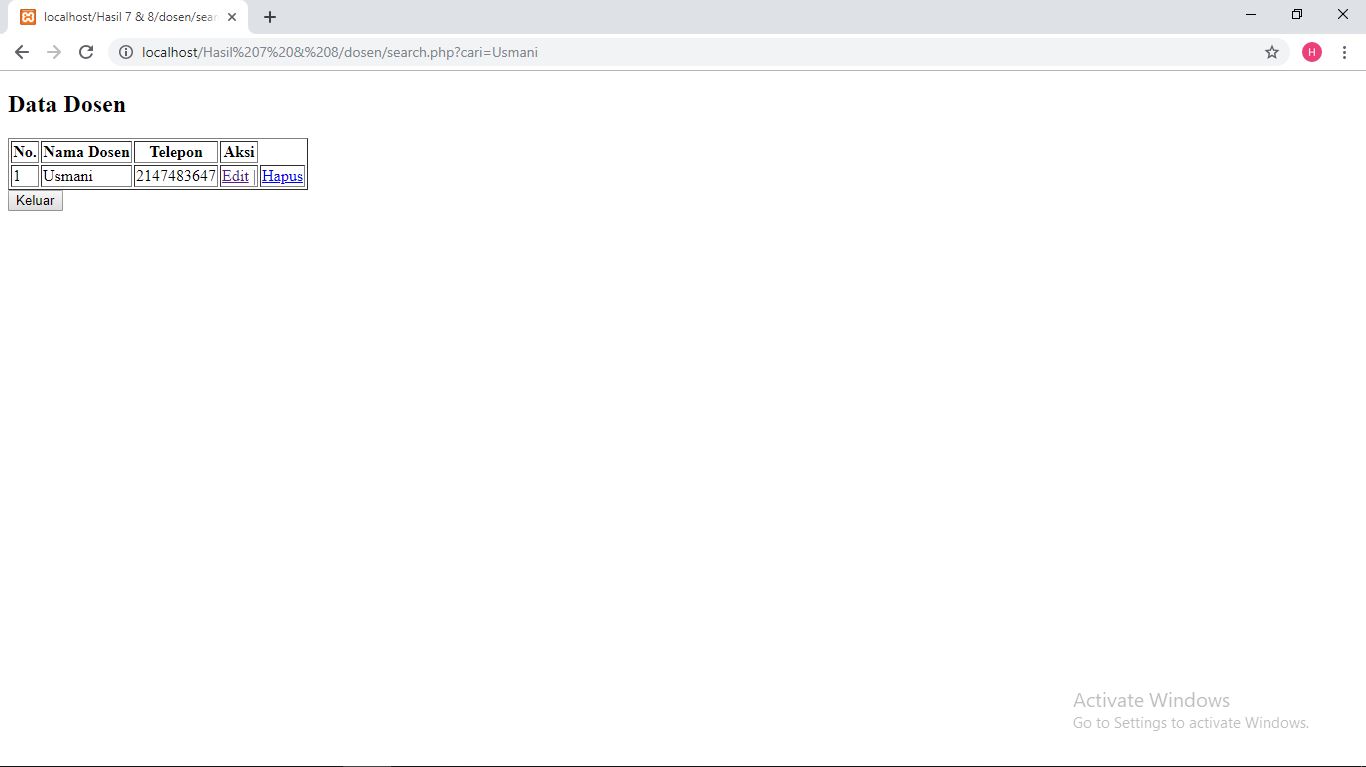 localhost/Hasil 7 & 8/dosen/sear
localhost/Hasil%207%20&%208/dosen/search.php?cari=Usmani
H
Data Dosen
No. Nama Dosen Telepon Aksi
1 Usmani 2147483647 Edit | Hapus
Keluar
Activate Windows
Go to Settings to activate Windows.